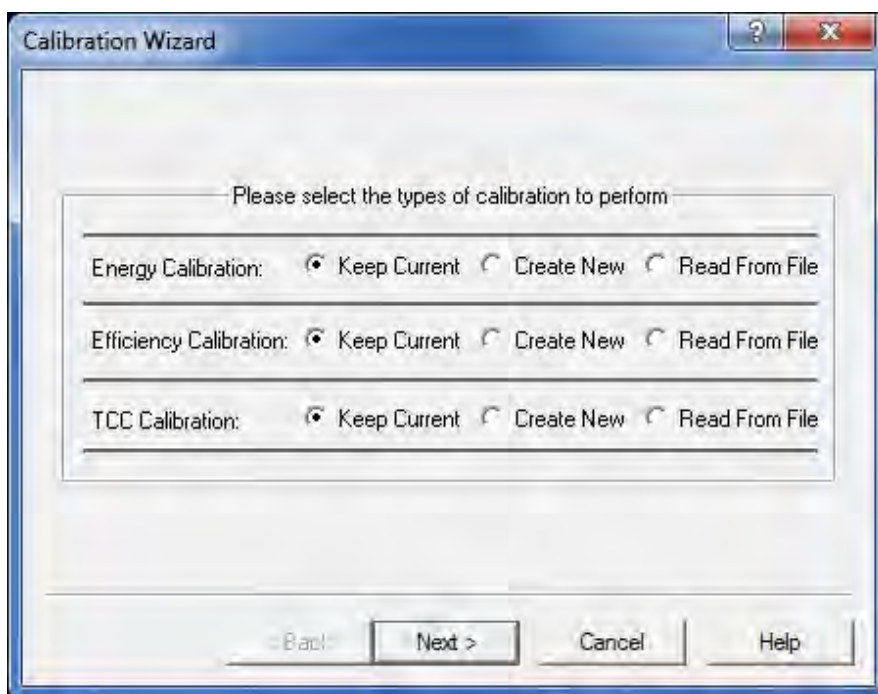 Calibration Wizard
Please select the types of calibration to perform
Energy Calibration: Keep Current Create New Read From File
Efficiency Calibration: Keep Current Create New Read From File
TCC Calibration: Keep Current Create New Read From File
Back Next > Cancel Help